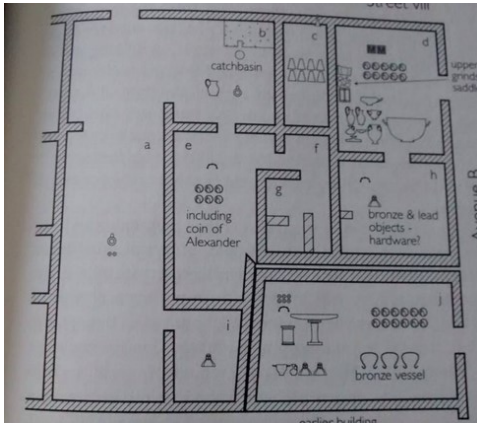 Street viii
b
c
d
catchbasin
upper
grind
saddl
a
e
f
g
h
including
coin of
Alexander
bronze & lead
objects -
hardware?
Avenue B
i
j
bronze vessel
earlier building